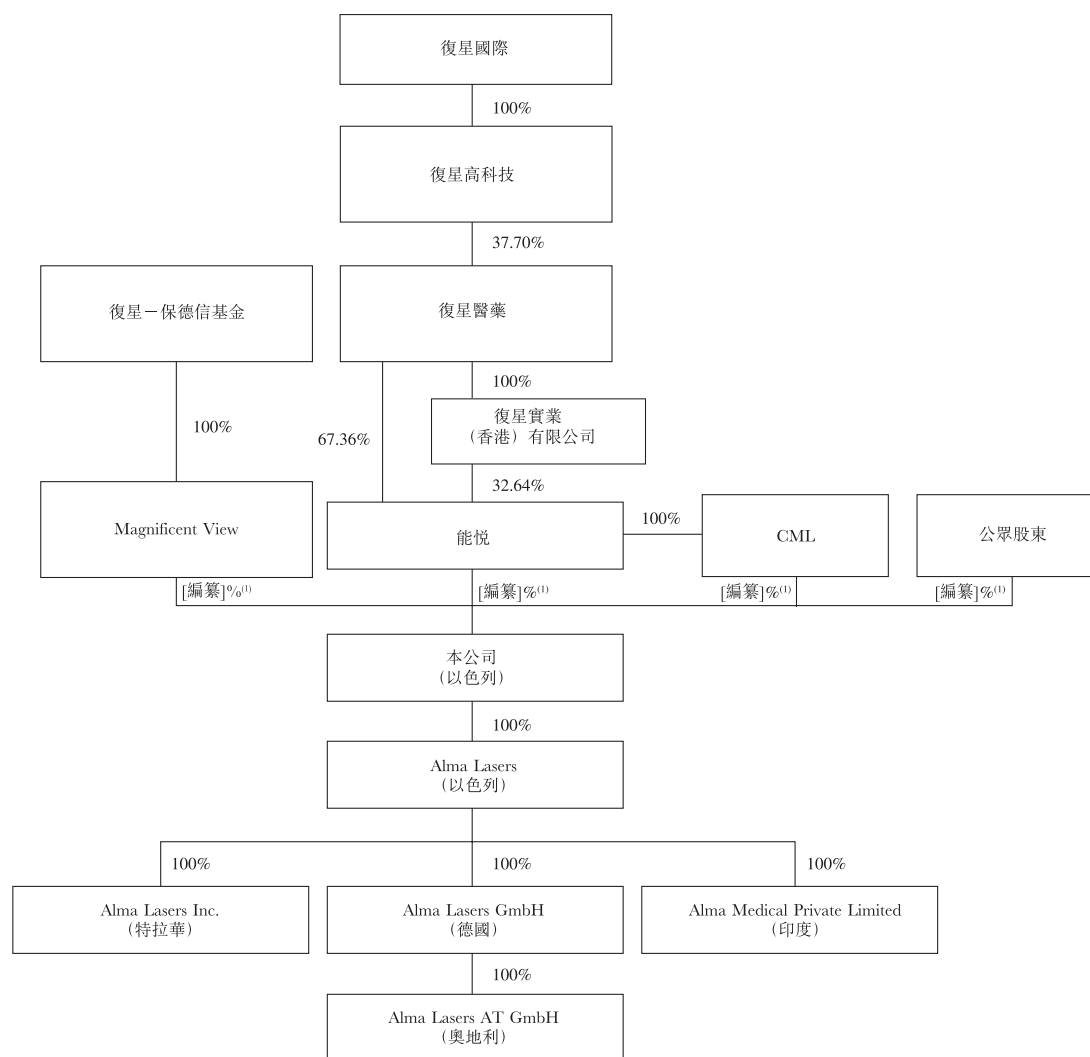 復星國際
100%
復星高科技
37.70%
復星－保德信基金
復星醫藥
100%
100%
67.36%
復星實業
（香港）有限公司
32.64%
Magnificent View
能悅
100%
CML
公眾股東
[編纂]%(1)
[編纂]%(1)
[編纂]%(1)
[編纂]%(1)
本公司
（以色列）
100%
Alma Lasers
（以色列）
100%
100%
100%
Alma Lasers Inc.
（特拉華）
Alma Lasers GmbH
（德國）
Alma Medical Private Limited
（印度）
100%
Alma Lasers AT GmbH
（奧地利）